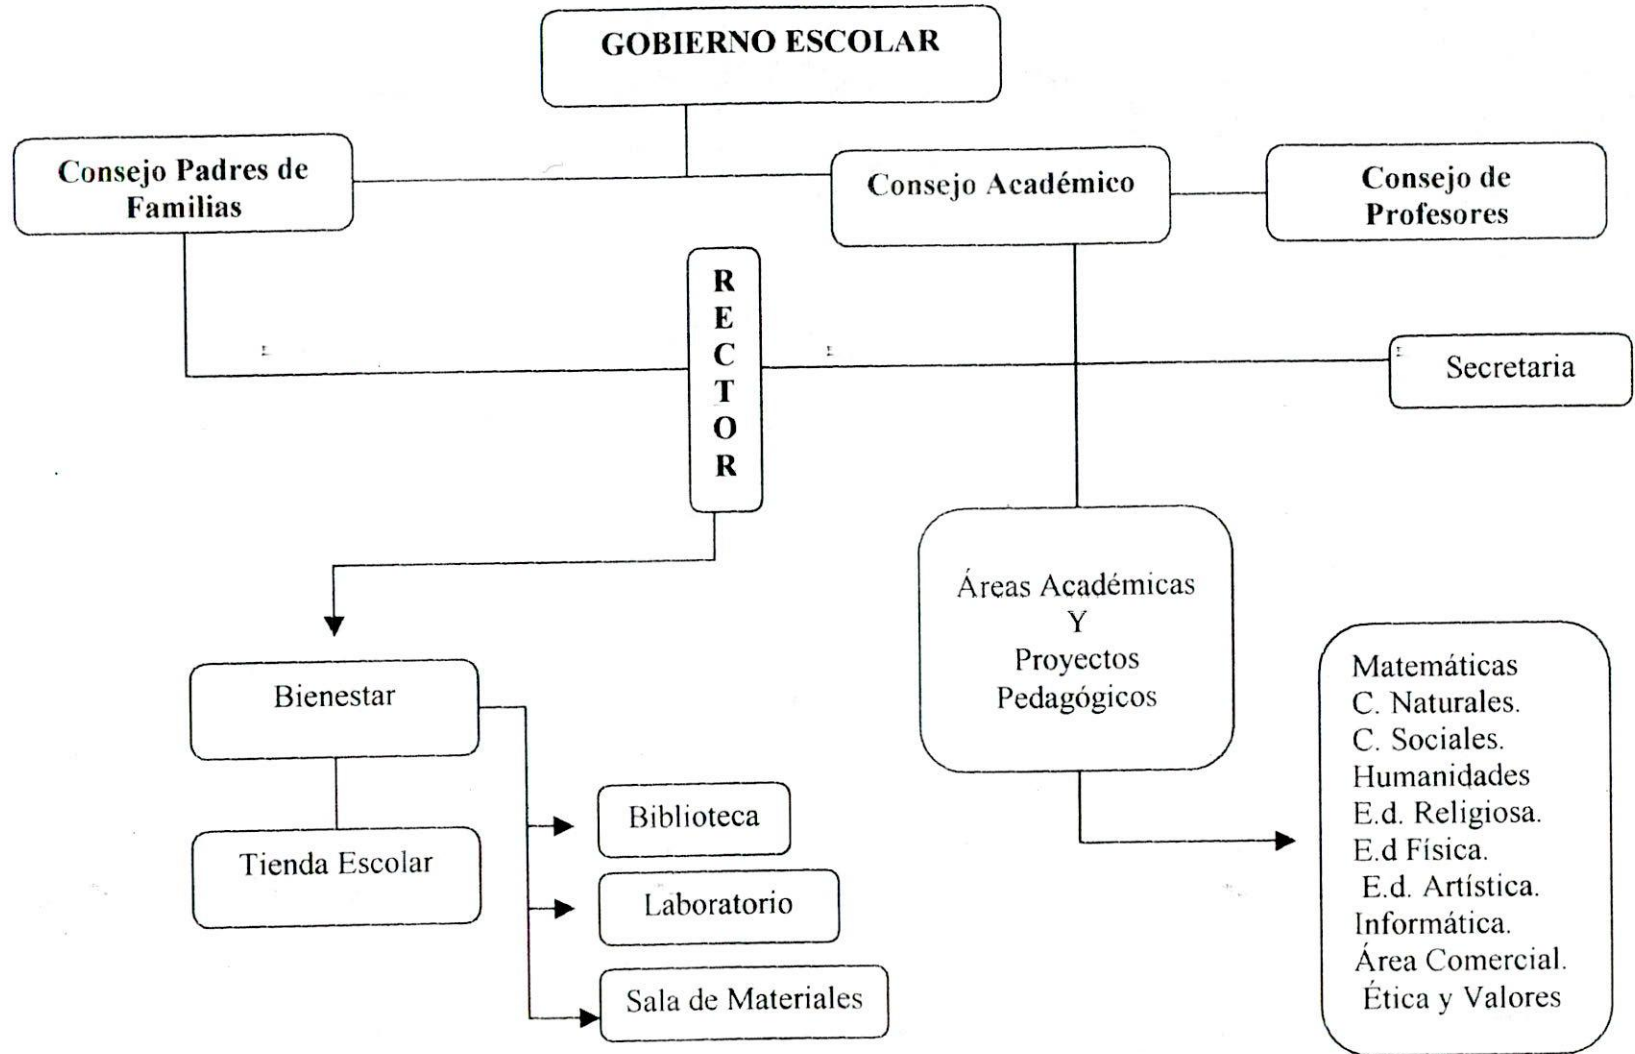 GOBIERNO ESCOLAR
Consejo Padres de
Familias
Consejo Académico
Consejo de
Profesores
R
E
C
T
O
R
Secretaria
Áreas Académicas
Y
Proyectos
Pedagógicos
Bienestar
Tienda Escolar
Biblioteca
Laboratorio
Sala de Materiales
Matemáticas
C. Naturales.
C. Sociales.
Humanidades
E.d. Religiosa.
E.d Física.
E.d. Artística.
Informática.
Área Comercial.
Ética y Valores